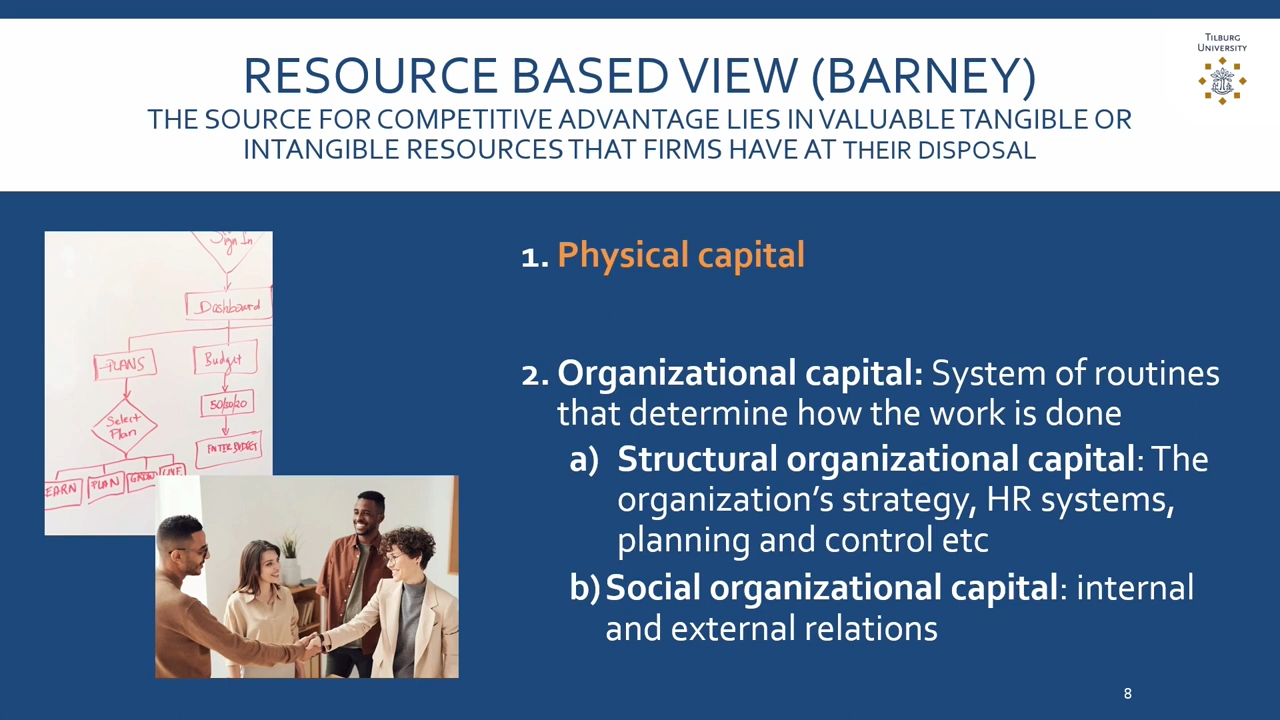 TILBURG
UNIVERSITY
RESOURCE BASED VIEW (BARNEY)
THE SOURCE FOR COMPETITIVE ADVANTAGE LIES IN VALUABLE TANGIBLE OR
INTANGIBLE RESOURCES THAT FIRMS HAVE AT THEIR DISPOSAL
Sign In
Dashboard
PLANS
Budget
50/30/20
Select
Plan
ENTER BUDGET
EARN PLAN GROW
1. Physical capital
2. Organizational capital: System of routines
that determine how the work is done
a) Structural organizational capital: The
organization's strategy, HR systems,
planning and control etc
b) Social organizational capital: internal
and external relations
8